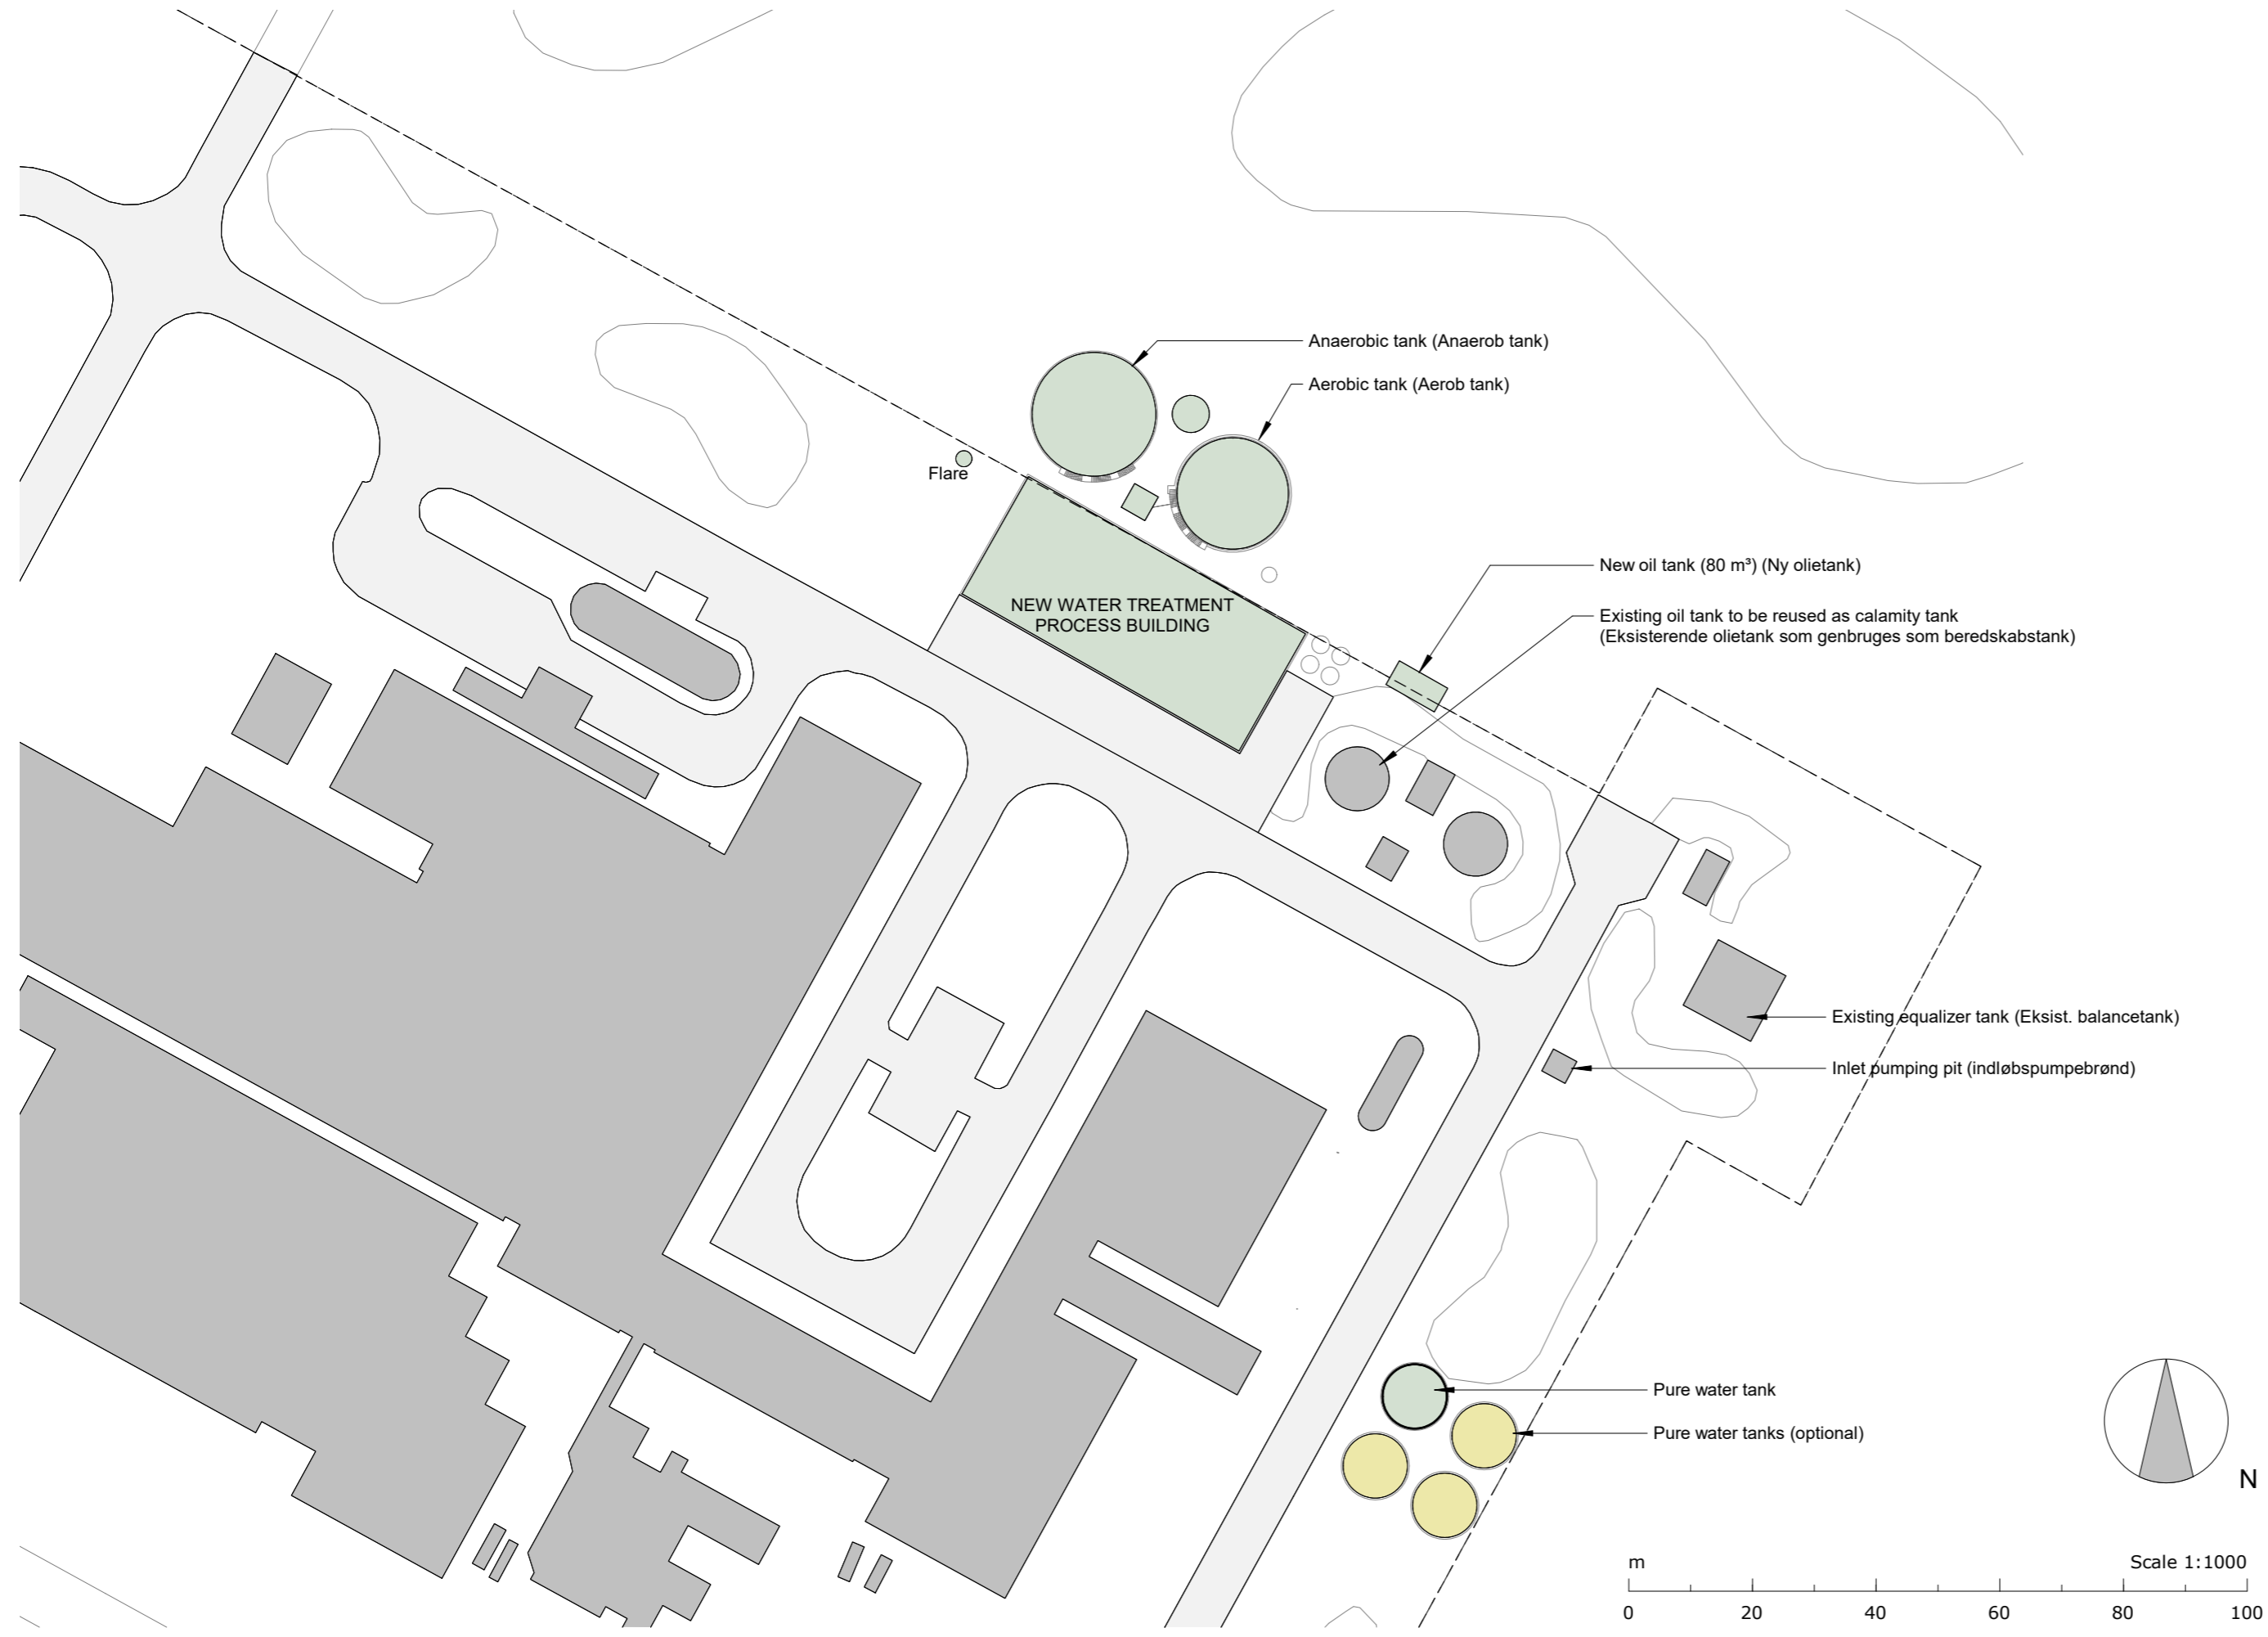 Anaerobic tank (Anaerob tank)
Aerobic tank (Aerob tank)
Flare
New oil tank (80 m³) (Ny olietank)
NEW WATER TREATMENT
PROCESS BUILDING
Existing oil tank to be reused as calamity tank
(Eksisterende olietank som genbruges som beredskabstank)
Existing equalizer tank (Eksist. balancetank)
Inlet pumping pit (indløbspumpebrønd)
Pure water tank
Pure water tanks (optional)
N
m Scale 1:1000
0 20 40 60 80 100